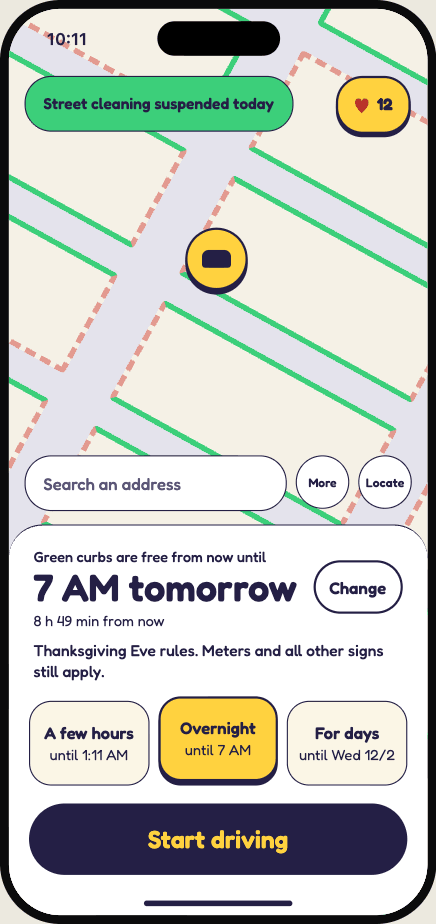 10:11
Street cleaning suspended today
12
Search an address
More
Locate
Green curbs are free from now until
7 AM tomorrow
Change
8 h 49 min from now
Thanksgiving Eve rules. Meters and all other signs
still apply.
A few hours
until 1:11 AM
Overnight
until 7 AM
For days
until Wed 12/2
Start driving